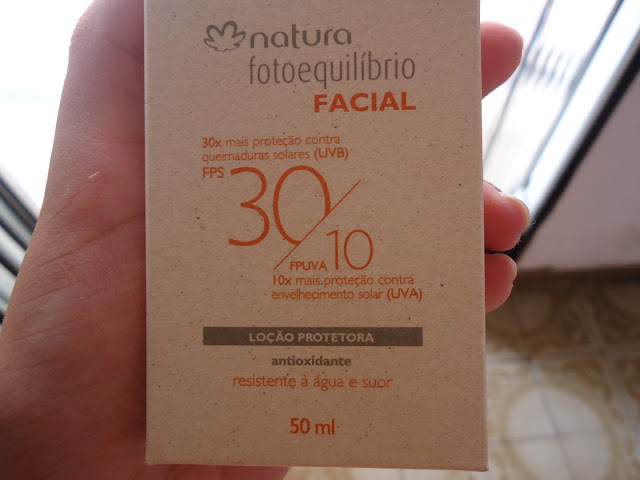 natura
fotoequilíbrio
FACIAL
30x mais proteção contra
queimaduras solares (UVB)
FPS 30/10
FPUVA
10x mais proteção contra
envelhecimento solar (UVA)
LOÇÃO PROTETORA
antioxidante
resistente à água e suor
50 ml